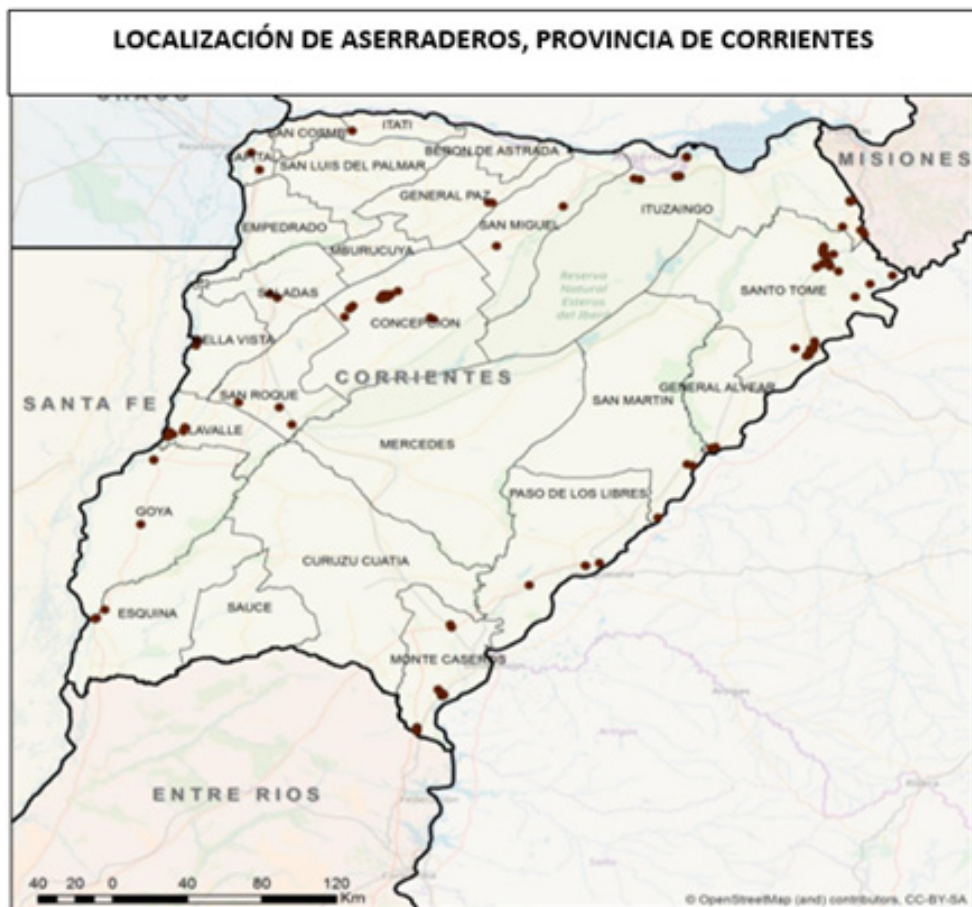 LOCALIZACIÓN DE ASERRADEROS, PROVINCIA DE CORRIENTES
ITATI
SAN LUIS DEL PALMAR
BERON DE ASTRADA
MISIONES
GENERAL PAZ
ITUZAINGO
EMPEDRADO
SAN MIGUEL
MBURUCUYA
Reserva
Natural
Esteros
del Iberá
SANTO TOME
SALADAS
CONCEPCION
BELLA VISTA
CORRIENTES
SAN ROQUE
GENERAL ALVEAR
SANTA FE
SAN MARTIN
LAVALLE
MERCEDES
PASO DE LOS LIBRES
GOYA
CURUZU CUATIA
ESQUINA
SAUCE
MONTE CASEROS
Artigas
ENTRE RIOS
40 20 0 40 80 120
Km
© OpenStreetMap (and) contributors, CC-BY-SA